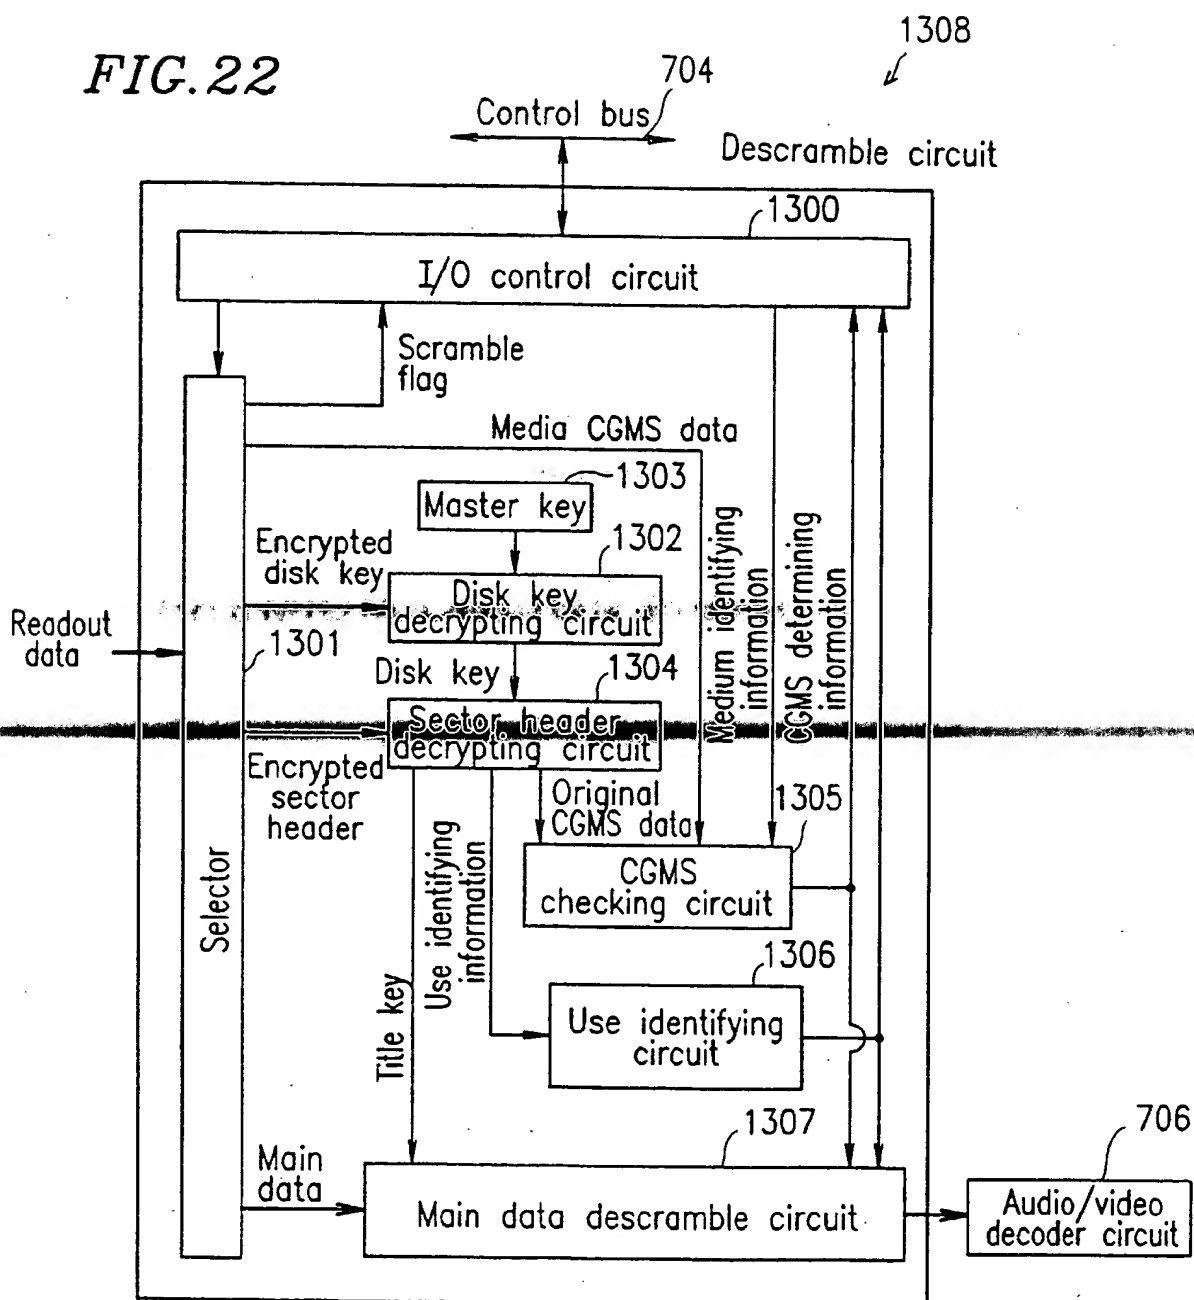 FIG.22
1308
704
Control bus
Descramble circuit
1300
I/O control circuit
Scramble
flag
Media CGMS data
1303
Master key
1302
Encrypted
disk key
Disk key
decrypting circuit
Readout
data
1301
Disk key
1304
Sector header
decrypting circuit
Encrypted
sector
header
Medium identifying
information
CGMS determining
information
Original
CGMS data
1305
CGMS
checking circuit
Selector
Use identifying
information
Title key
1306
Use identifying
circuit
1307
Main
data
Main data descramble circuit
706
Audio/video
decoder circuit